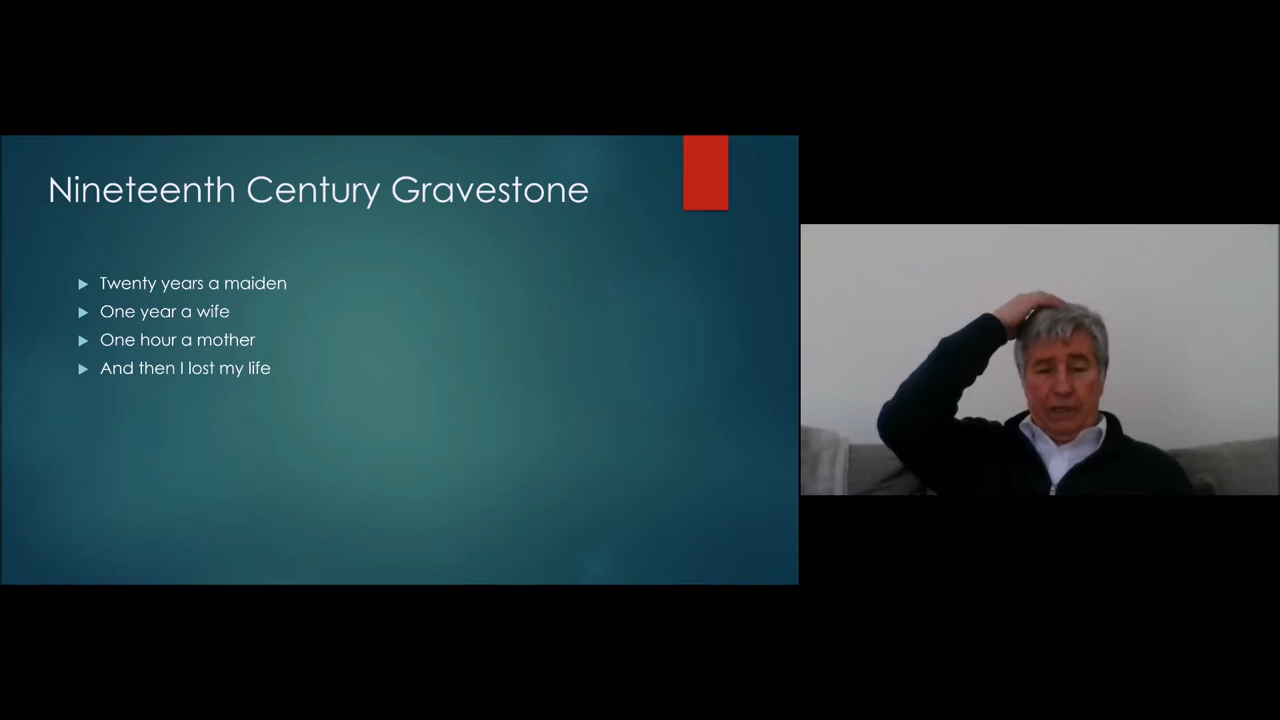 Nineteenth Century Gravestone
Twenty years a maiden
One year a wife
One hour a mother
And then I lost my life